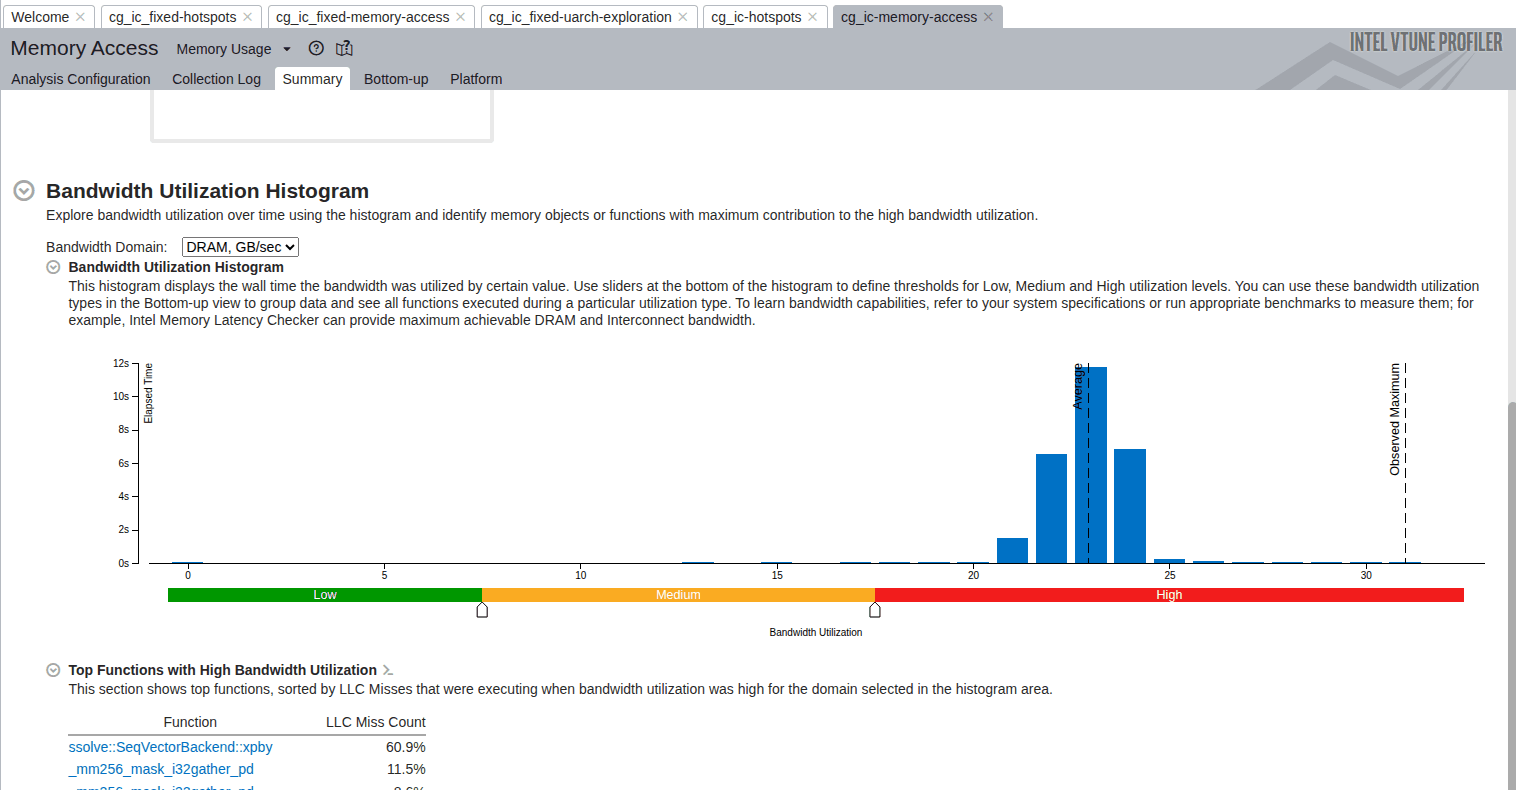 Welcome cg_ic_fixed-hotspots cg_ic_fixed-memory-access cg_ic_fixed-uarch-exploration cg_ic-hotspots cg_ic-memory-access
Memory Access Memory Usage
INTEL VTUNE PROFILER
Analysis Configuration Collection Log Summary Bottom-up Platform
Bandwidth Utilization Histogram
Explore bandwidth utilization over time using the histogram and identify memory objects or functions with maximum contribution to the high bandwidth utilization.
Bandwidth Domain: DRAM, GB/sec
Bandwidth Utilization Histogram
This histogram displays the wall time the bandwidth was utilized by certain value. Use sliders at the bottom of the histogram to define thresholds for Low, Medium and High utilization levels. You can use these bandwidth utilization
types in the Bottom-up view to group data and see all functions executed during a particular utilization type. To learn bandwidth capabilities, refer to your system specifications or run appropriate benchmarks to measure them; for
example, Intel Memory Latency Checker can provide maximum achievable DRAM and Interconnect bandwidth.
12s
10s
8s
6s
4s
2s
0s
Elapsed Time
Average
Observed Maximum
0 5 10 15 20 25 30
Low Medium High
Bandwidth Utilization
Top Functions with High Bandwidth Utilization
This section shows top functions, sorted by LLC Misses that were executing when bandwidth utilization was high for the domain selected in the histogram area.
Function LLC Miss Count
ssolve::SeqVectorBackend::xpby 60.9%
_mm256_mask_i32gather_pd 11.5%
_mm256_mask_i32gather_pd